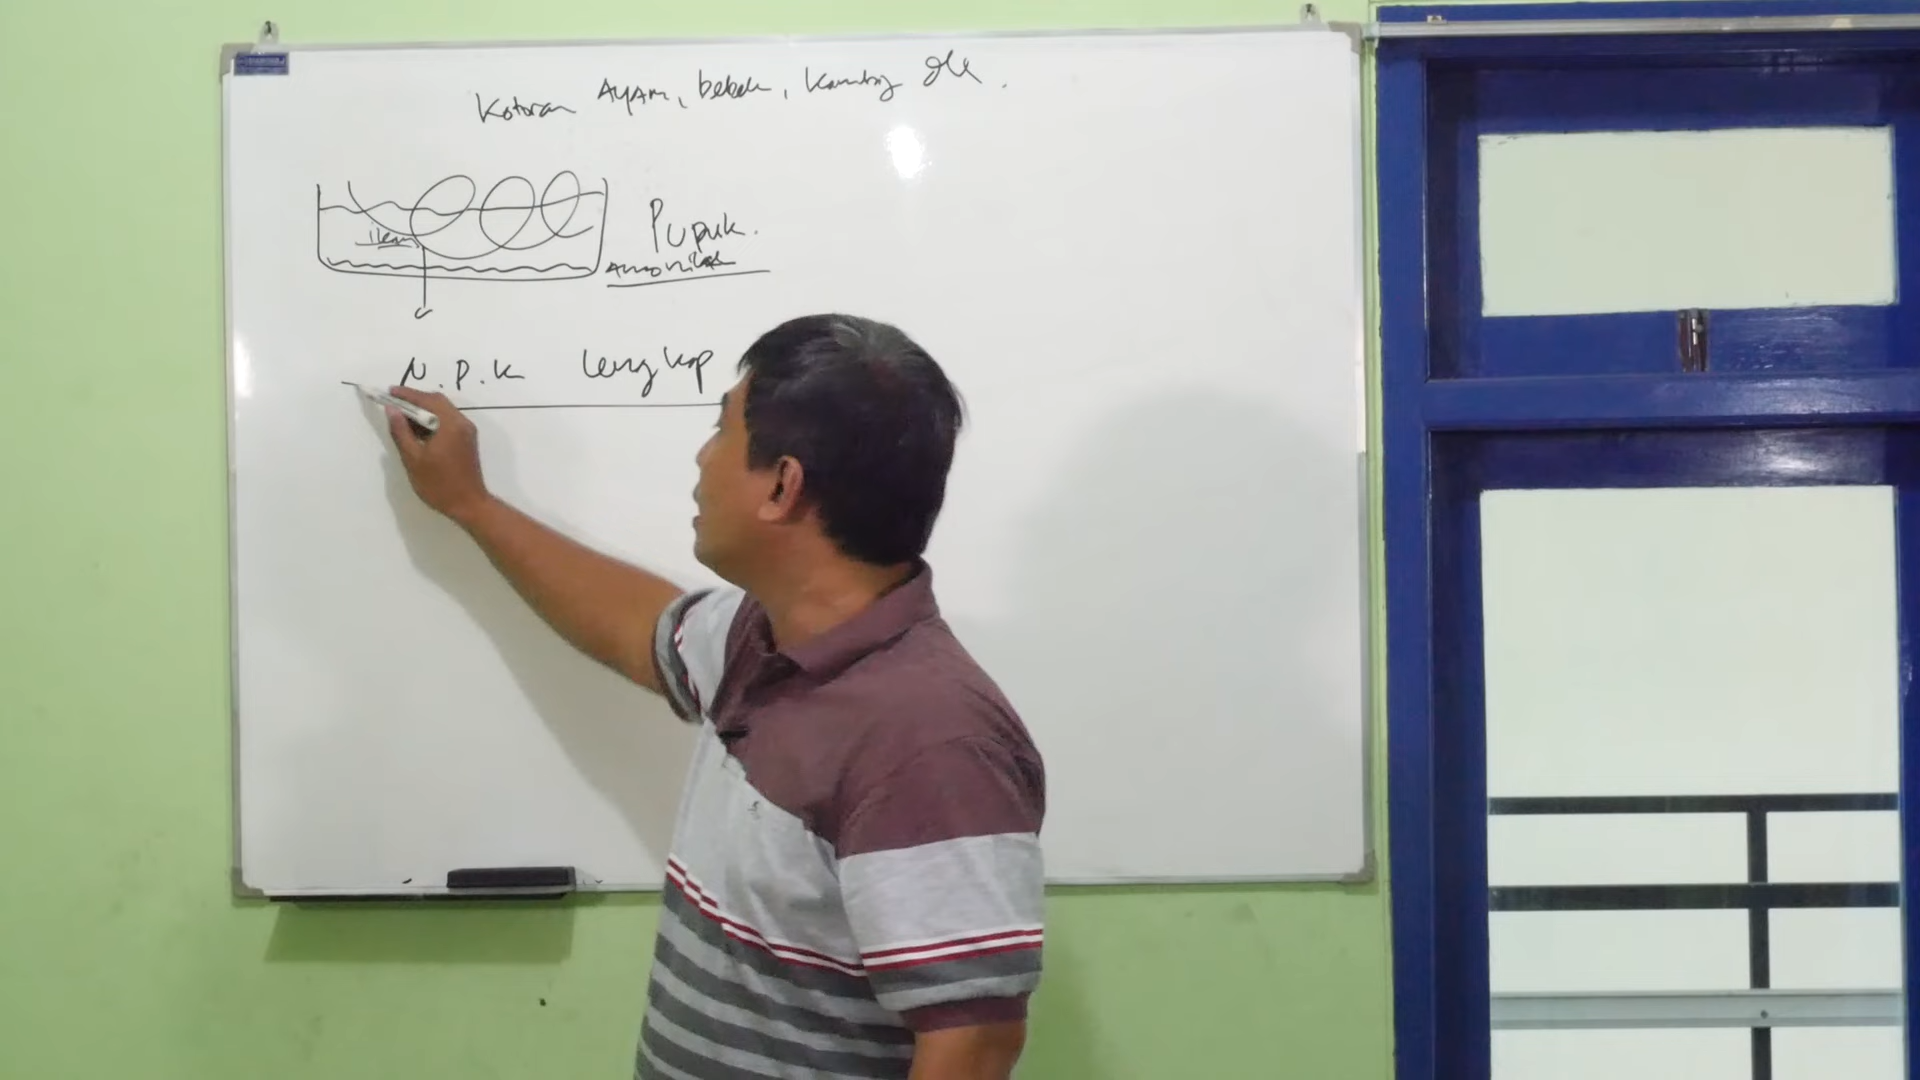 Kotoran Ayam, bebek, kambing dll.
Ikan
Pupuk.
Amoniak
N.P.K lengkap